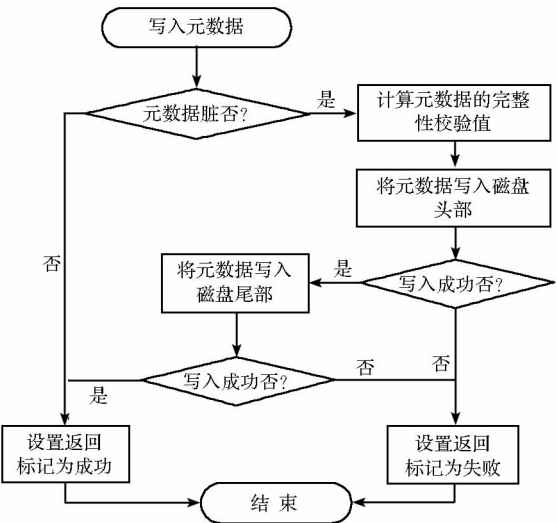 写入元数据
元数据脏否?
是
计算元数据的完整
性校验值
将元数据写入磁盘
头部
否
将元数据写入
磁盘尾部
是
写入成功否?
写入成功否?
否
否
是
设置返回
标记为成功
设置返回
标记为失败
结 束